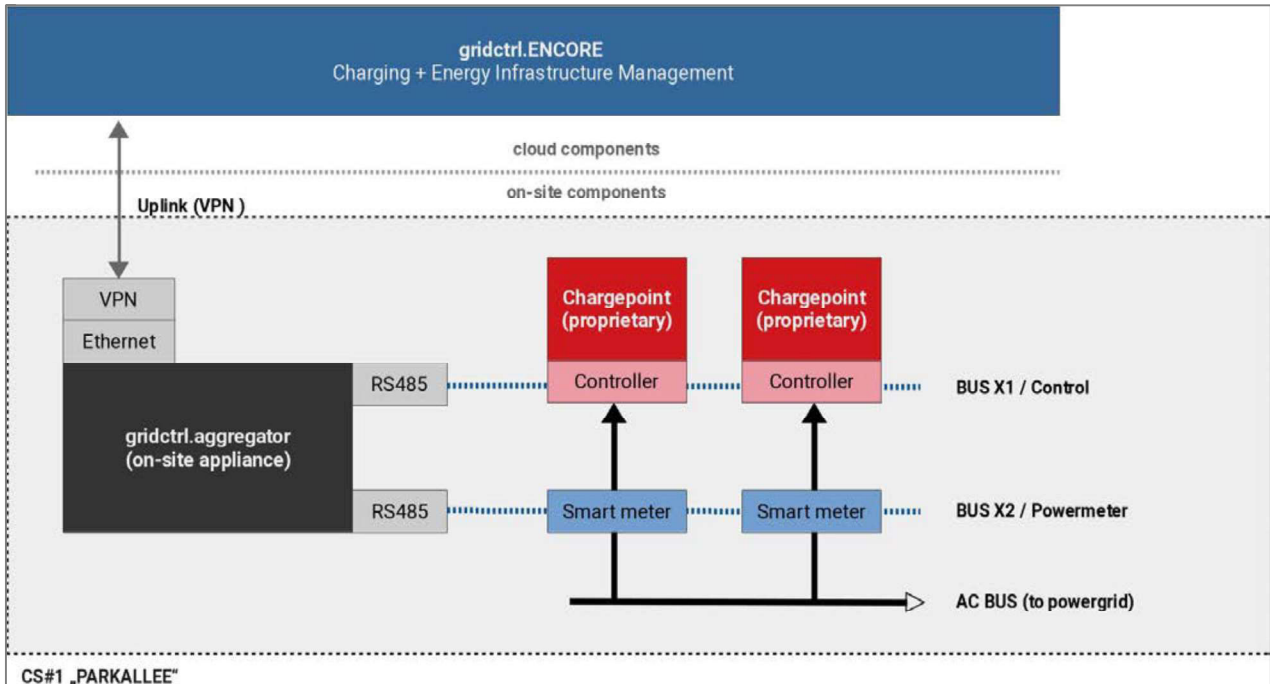 gridctrl.ENCORE
Charging + Energy Infrastructure Management
cloud components
on-site components
Uplink (VPN )
VPN
Ethernet
gridctrl.aggregator
(on-site appliance)
RS485
RS485
Chargepoint
(proprietary)
Controller
Chargepoint
(proprietary)
Controller
BUS X1 / Control
Smart meter
Smart meter
BUS X2 / Powermeter
AC BUS (to powergrid)
CS#1 „PARKALLEE“